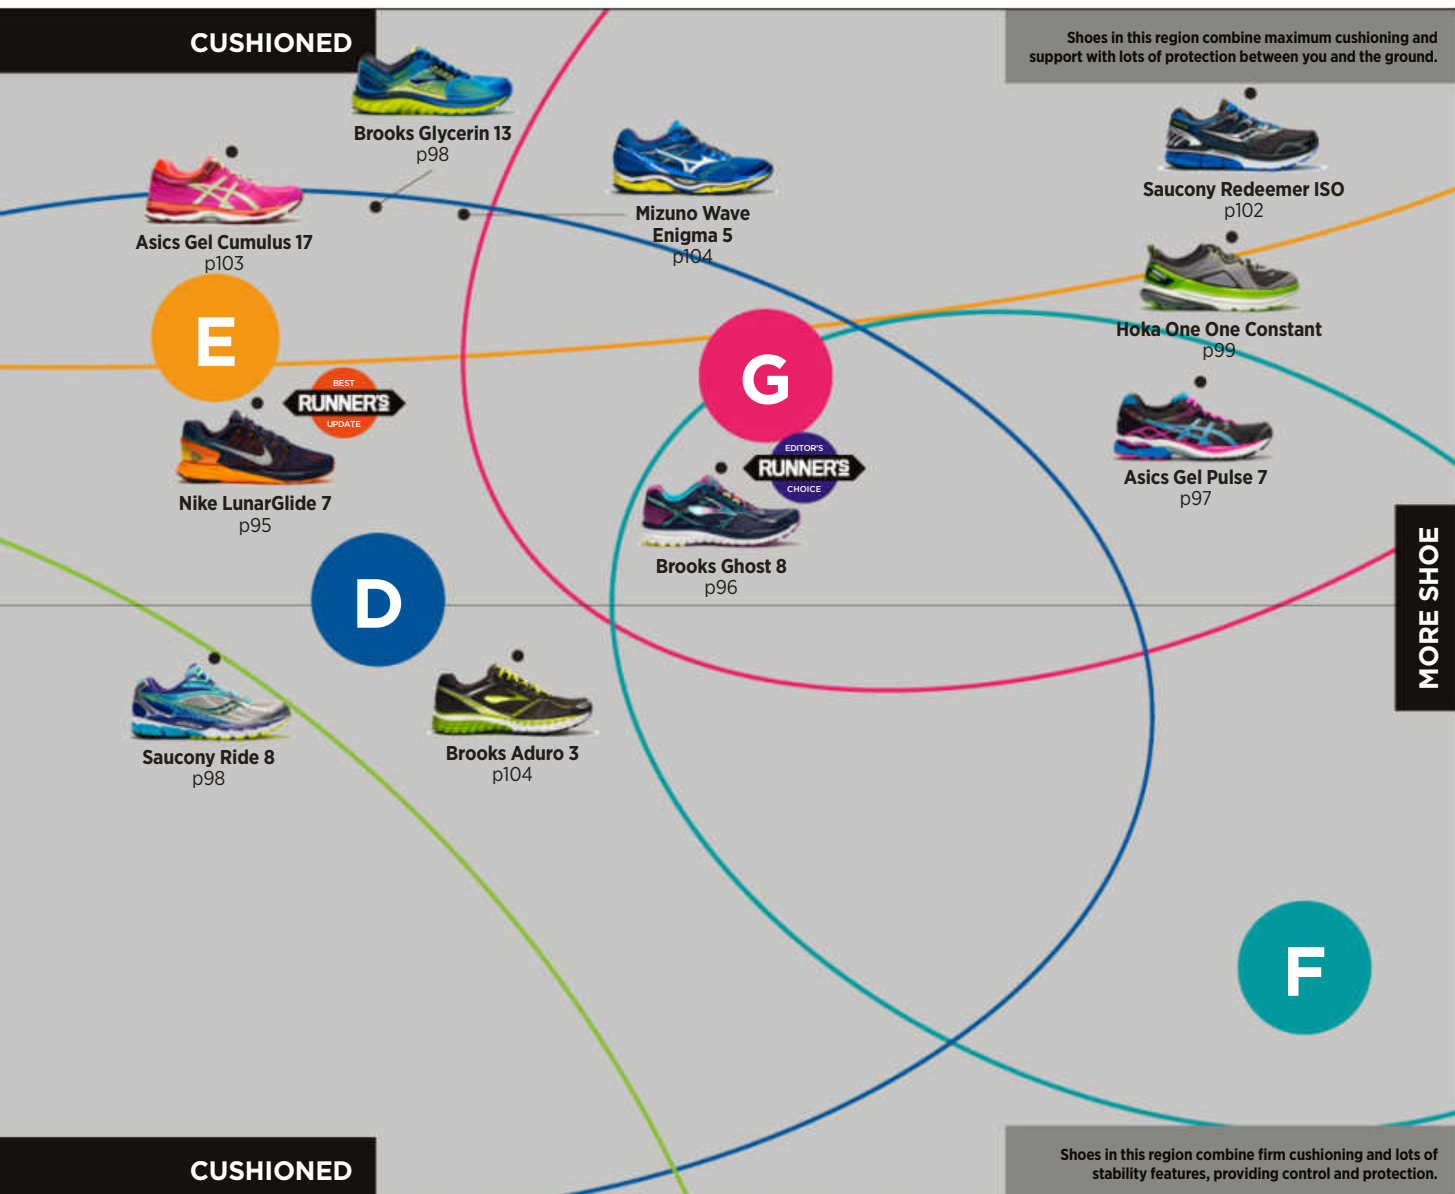 CUSHIONED
Shoes in this region combine maximum cushioning and
support with lots of protection between you and the ground.
Brooks Glycerin 13
p98
Saucony Redeemer ISO
p102
Mizuno Wave
Enigma 5
p104
Asics Gel Cumulus 17
p103
E
G
Hoka One One Constant
p99
BEST
RUNNER'S
UPDATE
Nike LunarGlide 7
p95
EDITOR'S
RUNNER'S
CHOICE
Asics Gel Pulse 7
p97
Brooks Ghost 8
p96
MORE SHOE
D
Saucony Ride 8
p98
Brooks Aduro 3
p104
F
CUSHIONED
Shoes in this region combine firm cushioning and lots of
stability features, providing control and protection.